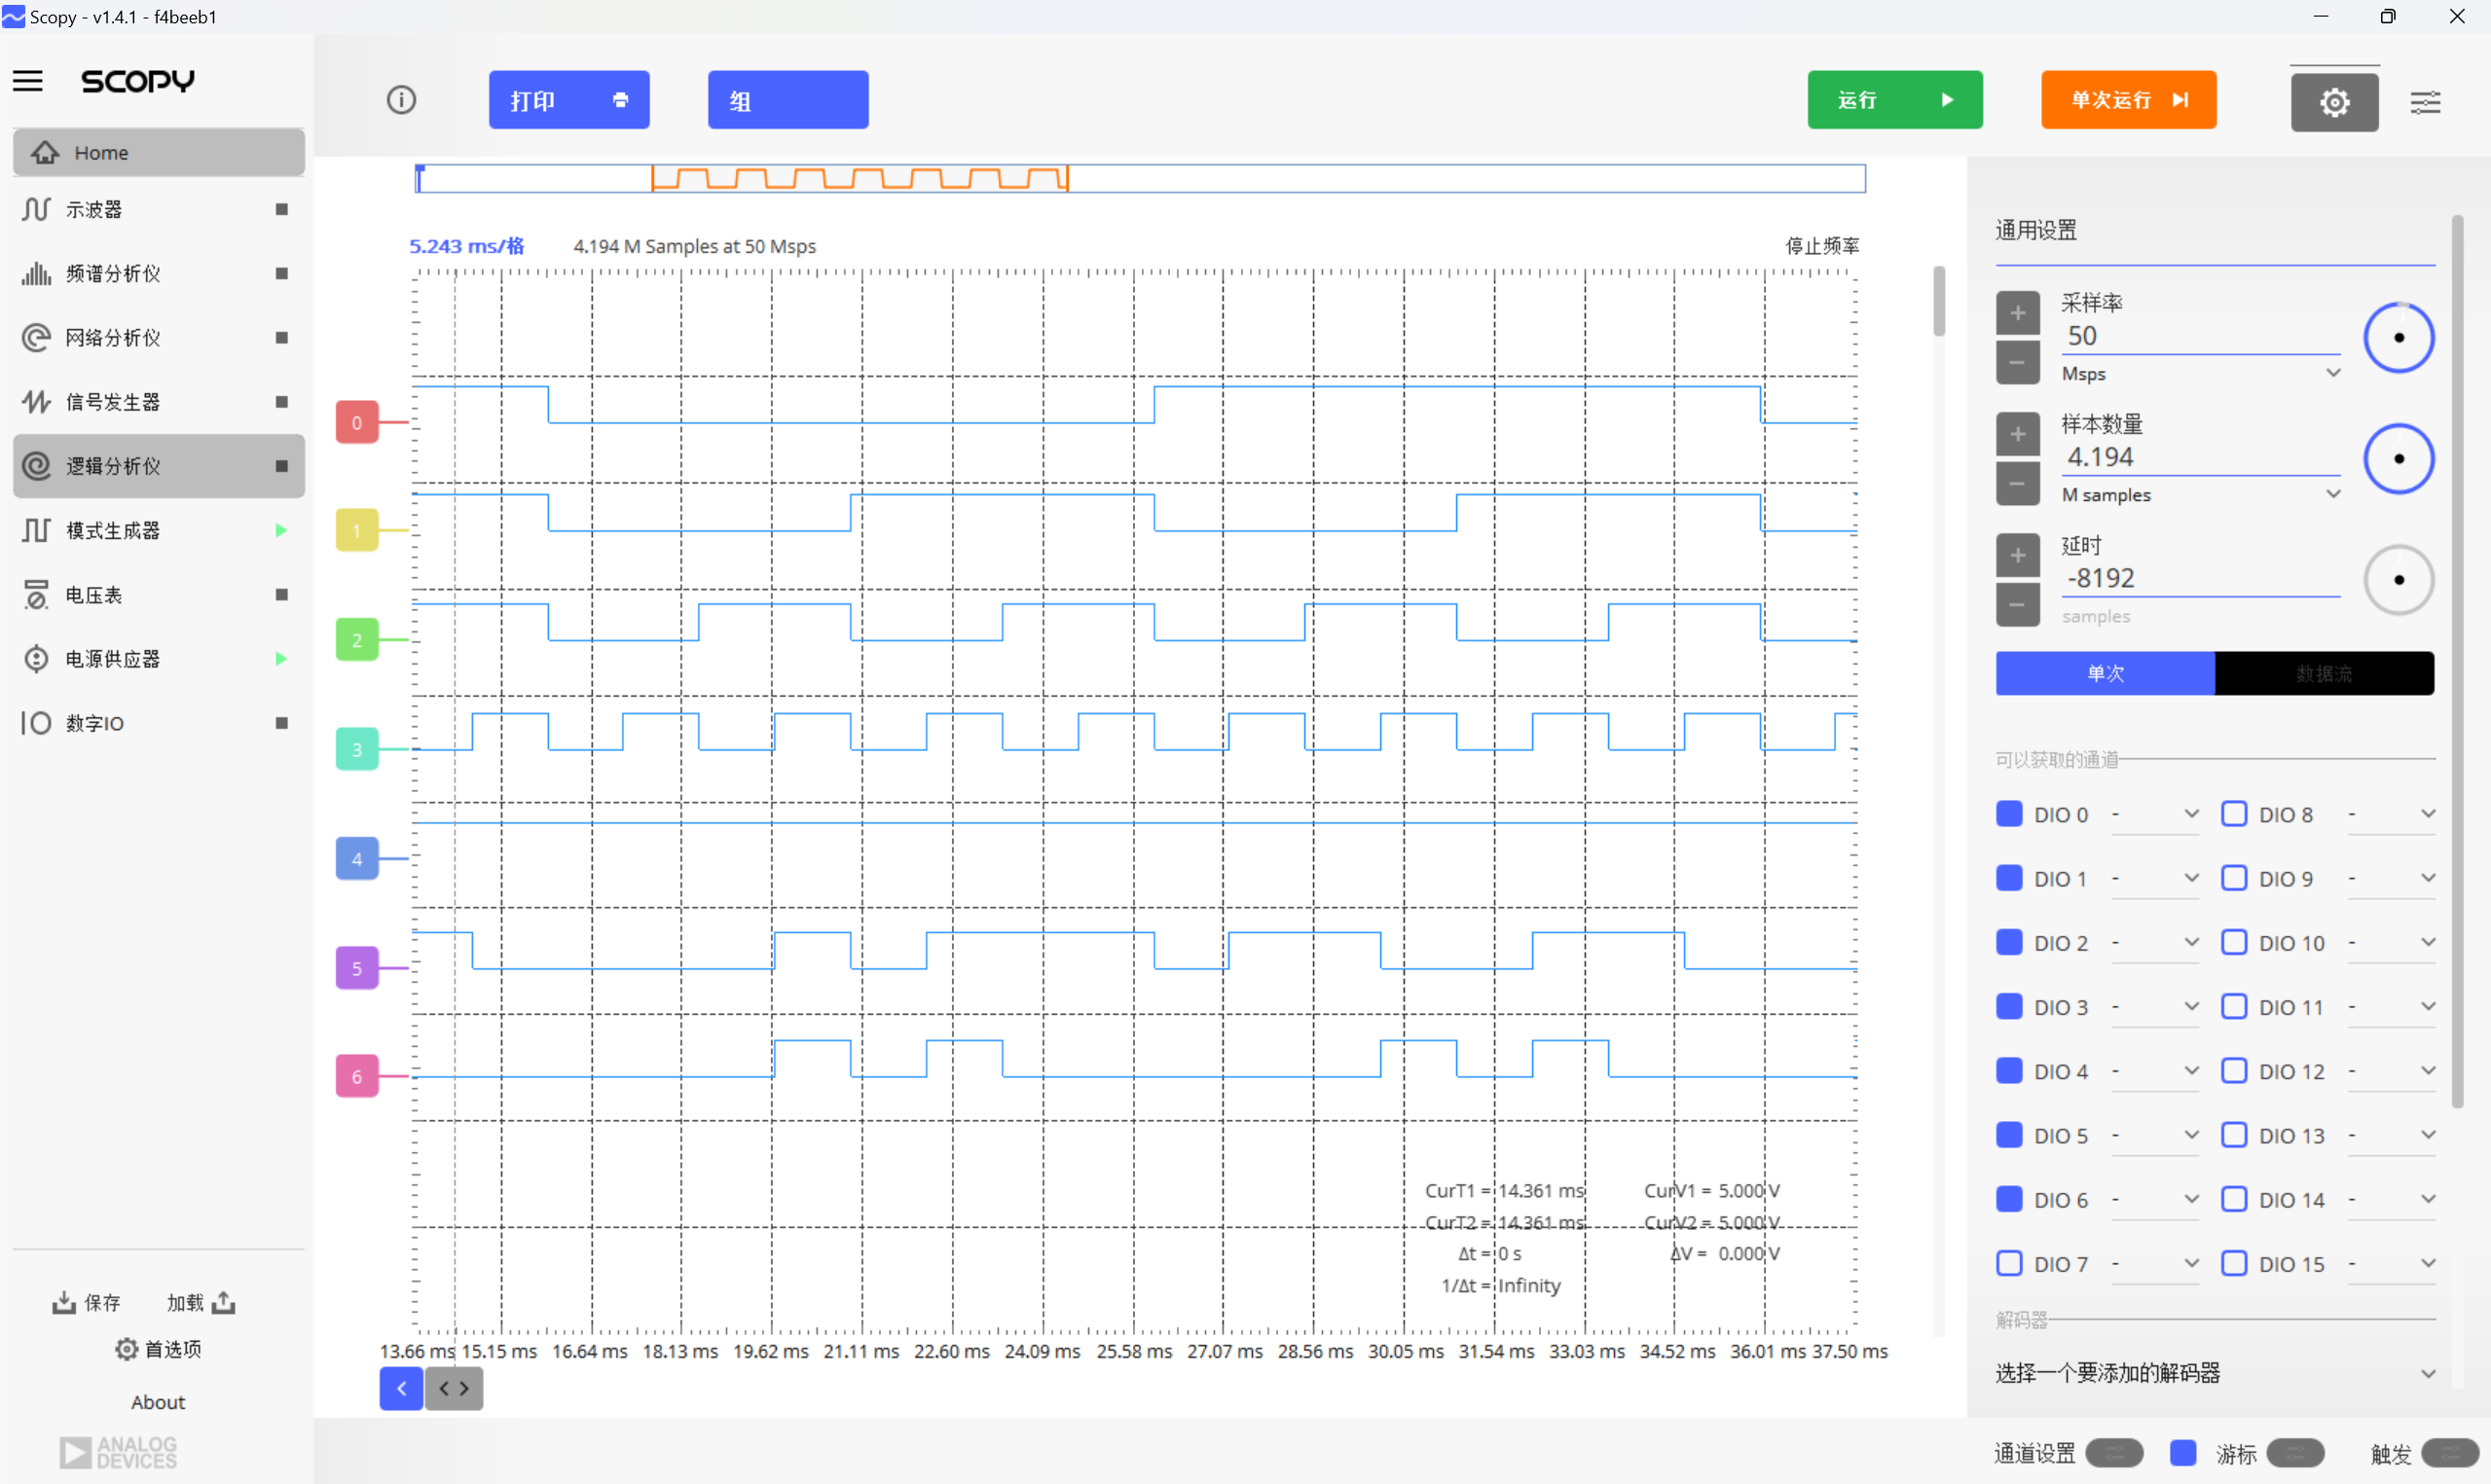 Scopy - v1.4.1 - f4beeb1
SCOPY
打印
组
运行
单次运行
Home
示波器
频谱分析仪
网络分析仪
信号发生器
逻辑分析仪
模式生成器
电压表
电源供应器
数字IO
保存
加载
首选项
About
ANALOG
DEVICES
5.243 ms/格
4.194 M Samples at 50 Msps
停止频率
0
1
2
3
4
5
6
CurT1 = 14.361 ms CurV1 = 5.000 V
CurT2 = 14.361 ms CurV2 = 5.000 V
Δt = 0 s ΔV = 0.000 V
1/Δt = Infinity
13.66 ms 15.15 ms 16.64 ms 18.13 ms 19.62 ms 21.11 ms 22.60 ms 24.09 ms 25.58 ms 27.07 ms 28.56 ms 30.05 ms 31.54 ms 33.03 ms 34.52 ms 36.01 ms 37.50 ms
通用设置
采样率
50
Msps
样本数量
4.194
M samples
延时
-8192
samples
单次
数据流
可以获取的通道
DIO 0 - DIO 8 -
DIO 1 - DIO 9 -
DIO 2 - DIO 10 -
DIO 3 - DIO 11 -
DIO 4 - DIO 12 -
DIO 5 - DIO 13 -
DIO 6 - DIO 14 -
DIO 7 - DIO 15 -
解码器
选择一个要添加的解码器
通道设置
游标
触发